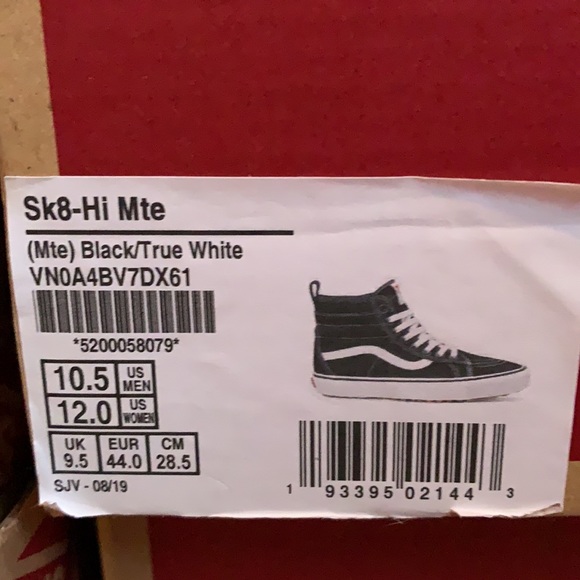 Sk8-Hi Mte
(Mte) Black/True White
VN0A4BV7DX61
*5200058079*
10.5 US MEN
12.0 US WOMEN
UK 9.5 EUR 44.0 CM 28.5
SJV - 08/19
1 93395 02144 3